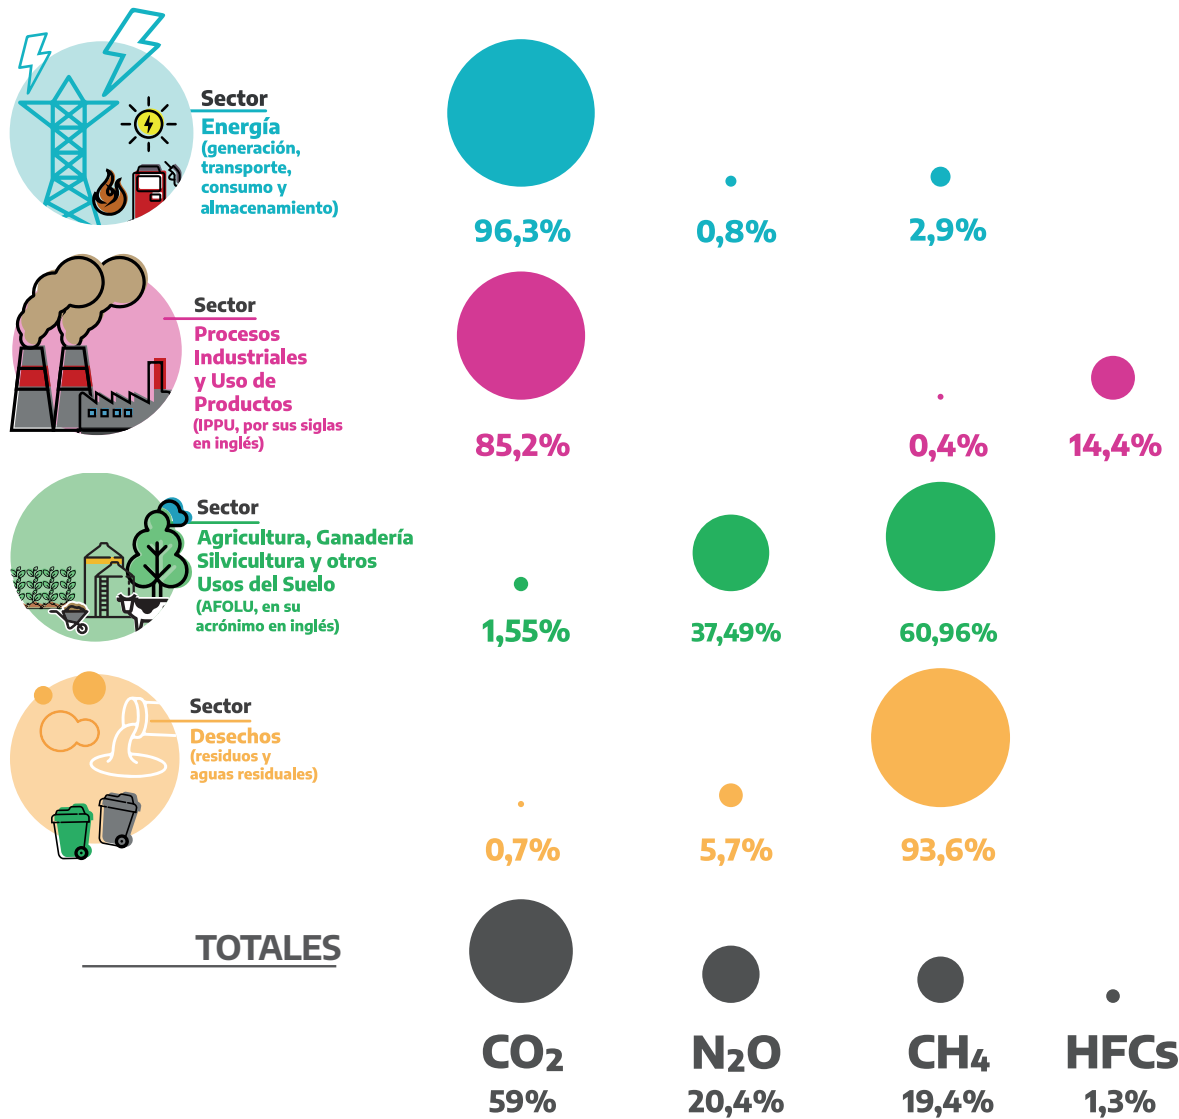 Sector
Energía
(generación,
transporte,
consumo y
almacenamiento)
96,3%
0,8%
2,9%
Sector
Procesos
Industriales
y Uso de
Productos
(IPPU, por sus siglas
en inglés)
85,2%
0,4%
14,4%
Sector
Agricultura, Ganadería
Silvicultura y otros
Usos del Suelo
(AFOLU, en su
acrónimo en inglés)
1,55%
37,49%
60,96%
Sector
Desechos
(residuos y
aguas residuales)
0,7%
5,7%
93,6%
TOTALES
CO₂
N₂O
CH₄
HFCs
59%
20,4%
19,4%
1,3%